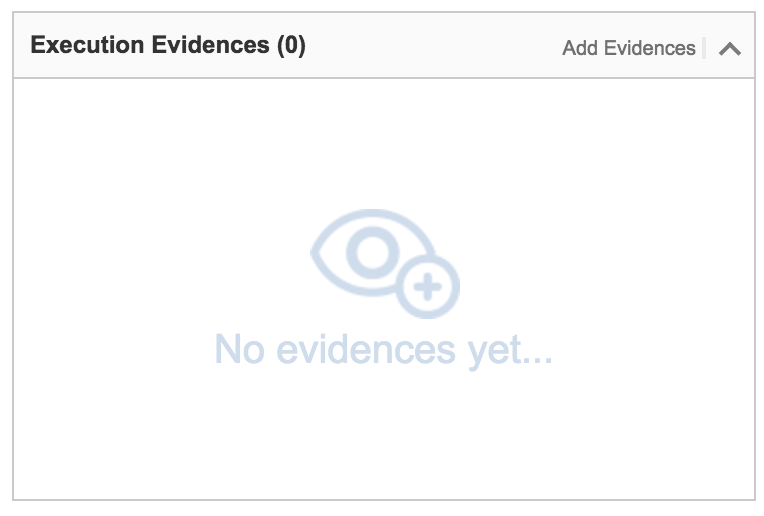 Execution Evidences (0)
Add Evidences
No evidences yet...